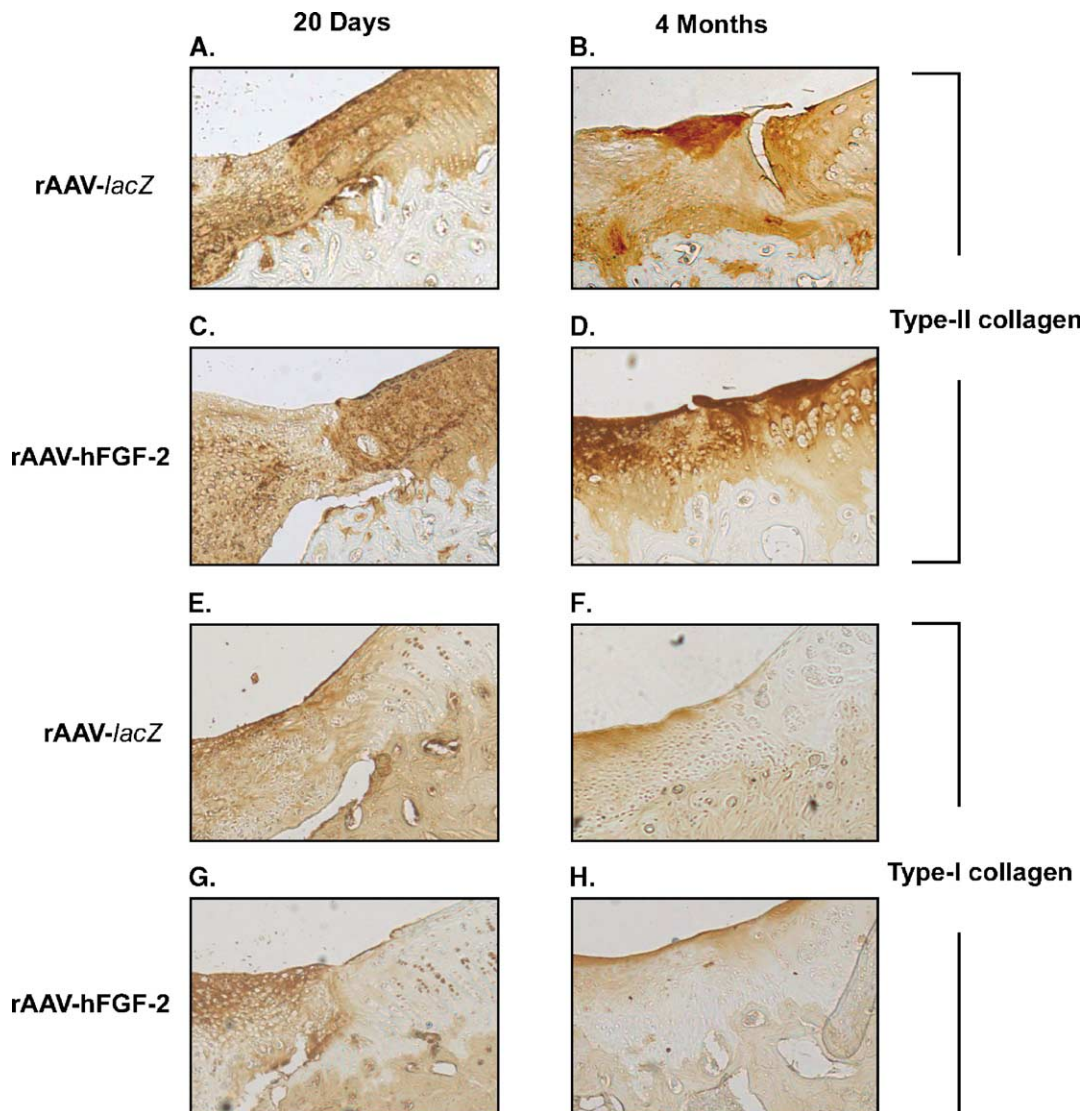 20 Days
4 Months
A.
B.
rAAV-lacZ
C.
D.
Type-II collagen
rAAV-hFGF-2
E.
F.
rAAV-lacZ
G.
H.
Type-I collagen
rAAV-hFGF-2